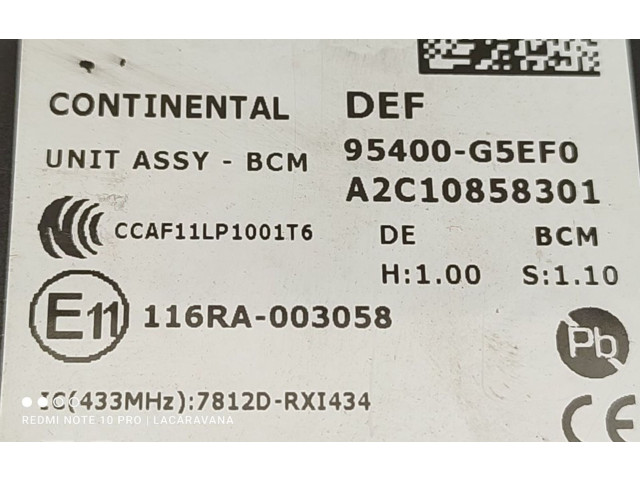 CONTINENTAL DEF
UNIT ASSY - BCM 95400-G5EF0
A2C10858301
CCAF11LP1001T6 DE BCM
H:1.00 S:1.10
E11 116RA-003058
Pb
IC(433MHz):7812D-RXI434
CE
REDMI NOTE 10 PRO | LACARAVANA